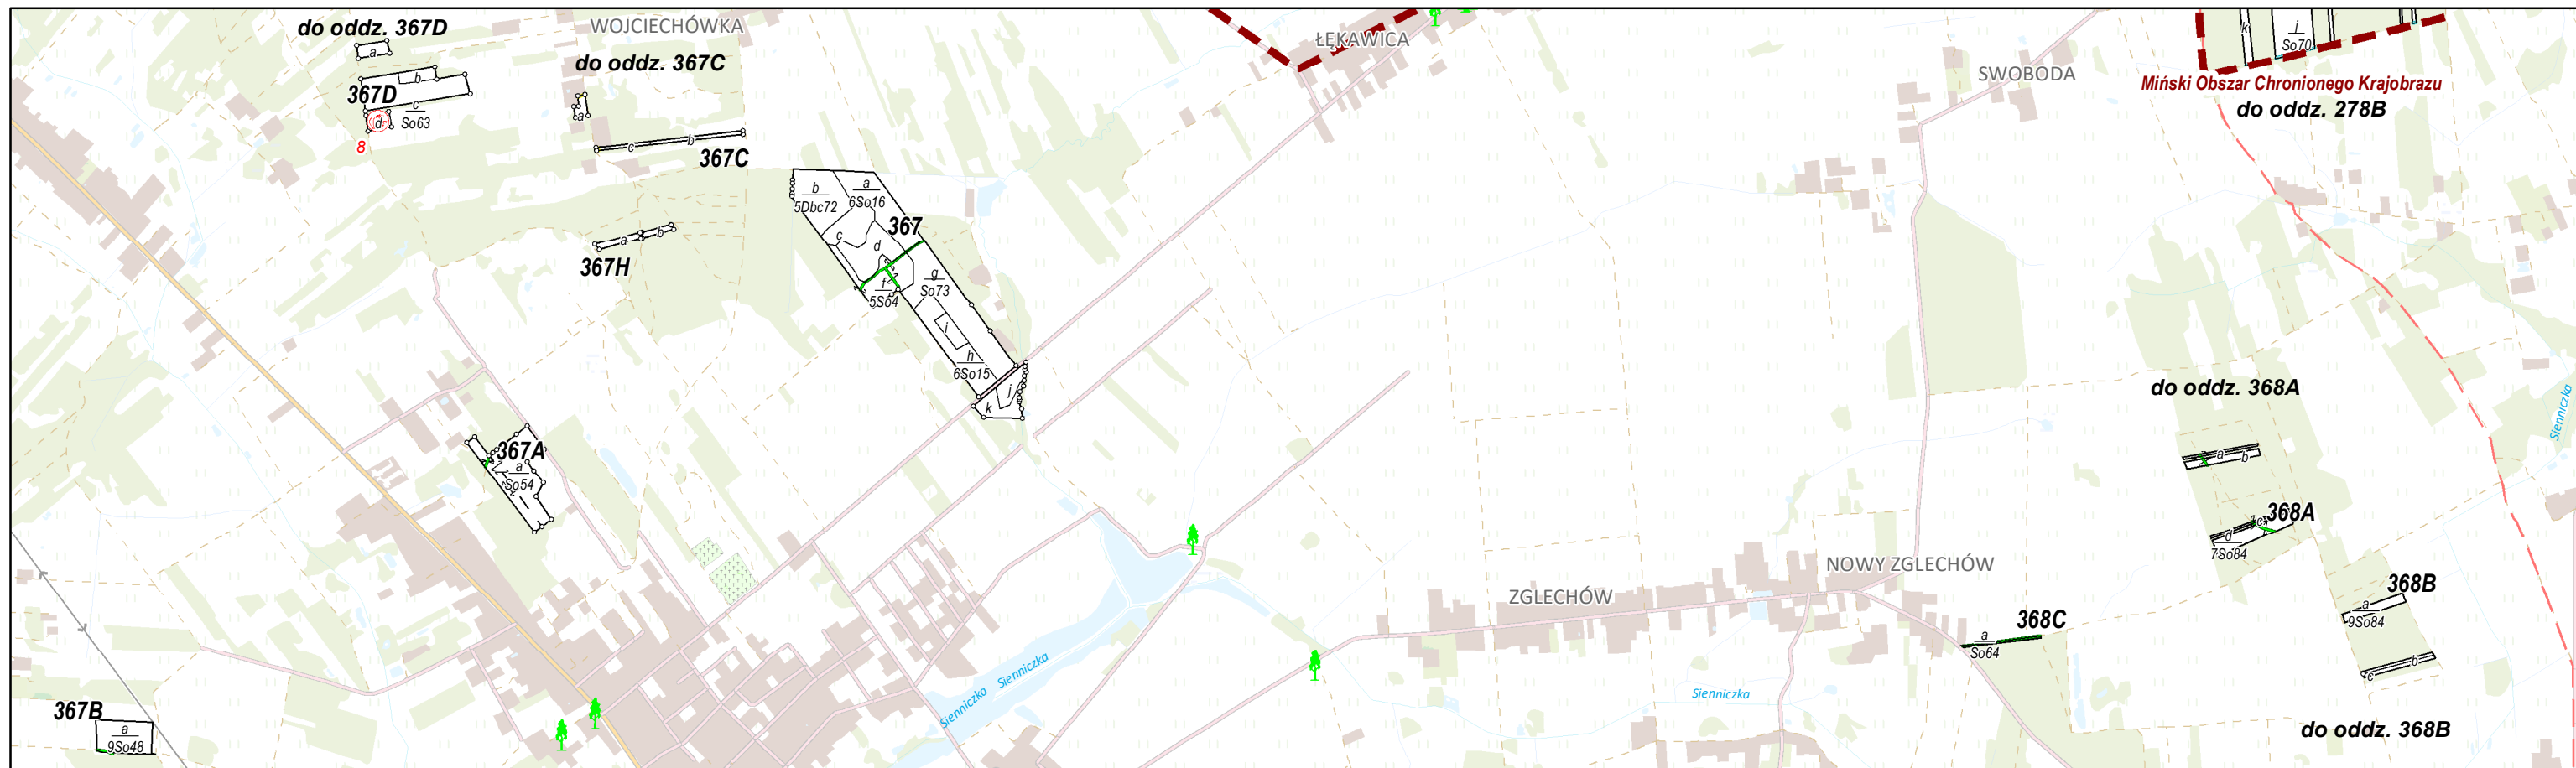 do oddz. 367D
WOJCIECHÓWKA
ŁĘKAWICA
k
j
So70
a
do oddz. 367C
SWOBODA
b
Miński Obszar Chronionego Krajobrazu
367D
c
do oddz. 278B
d
So63
a
8
c
b
367C
b
a
5Dbc72
6So16
367
c
d
a
b
367H
g
f
So73
5So4
i
h
6So15
j
k
do oddz. 368A
Sienniczka
367A
a
So54
a
b
c
368A
d
7So84
NOWY ZGLECHÓW
368B
ZGLECHÓW
a
9So84
368C
a
So64
b
c
Sienniczka
Sienniczka
Sienniczka
367B
a
9So48
do oddz. 368B